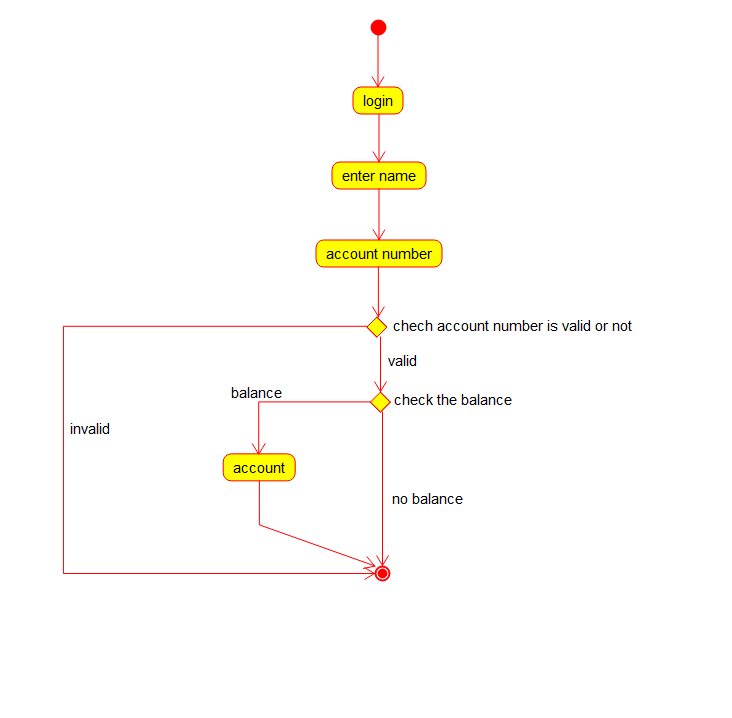 login
enter name
account number
chech account number is valid or not
valid
balance
check the balance
invalid
account
no balance